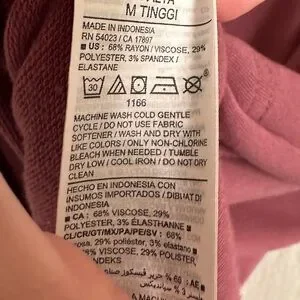 M TINGGI
MADE IN INDONESIA
RN 54023 / CA 17897
■ US : 68% RAYON / VISCOSE, 29%
POLYESTER, 3% SPANDEX /
ELASTANE
30
1166
MACHINE WASH COLD GENTLE
CYCLE / DO NOT USE FABRIC
SOFTENER / WASH AND DRY WITH
LIKE COLORS / ONLY NON-CHLORINE
BLEACH WHEN NEEDED / TUMBLE
DRY LOW / COOL IRON / DO NOT DRY
CLEAN
HECHO EN INDONESIA CON
INSUMOS IMPORTADOS / DIBUAT DI
INDONESIA
■ CA : 68% VISCOSE, 29%
POLYESTER, 3% ÉLASTHANNE ■
CL/CR/GT/MX/PA/PE/SV : 68%
viscosa, 29% poliéster, 3% elastano
■ BR : 68% VISCOSE, 29%
POLIÉSTER